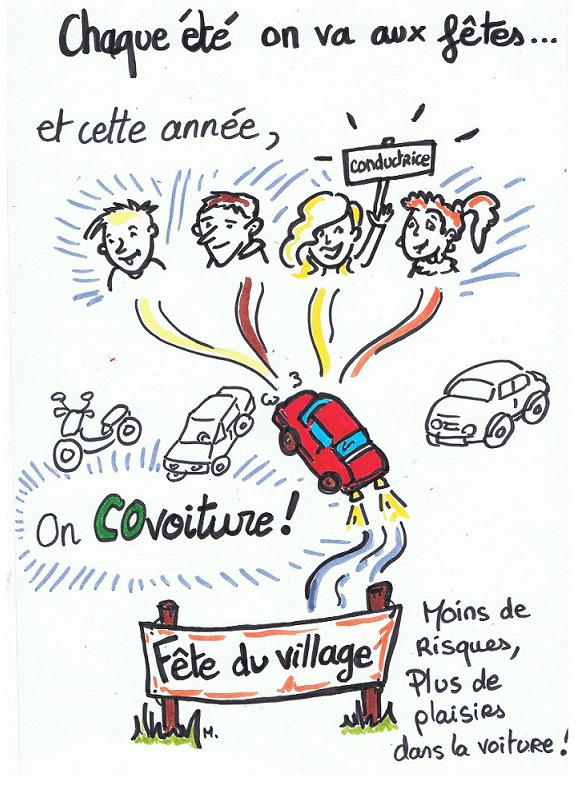 Chaque été on va aux fêtes...
et cette année,
conductrice
On COvoiture!
Fête du village
Moins de
Risques,
Plus de
plaisirs
dans la voiture!
M.